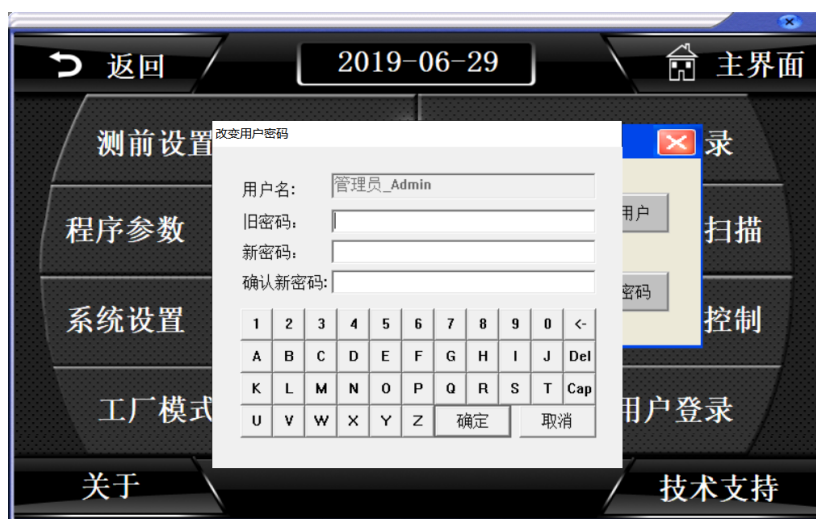 返回
2019-06-29
主界面
测前设置
录
程序参数
扫描
系统设置
控制
工厂模式
用户登录
关于
技术支持
改变用户密码
用户名:
管理员_Admin
旧密码:
新密码:
确认新密码:
1 2 3 4 5 6 7 8 9 0 <-
A B C D E F G H I J Del
K L M N O P Q R S T Cap
U V W X Y Z 确定 取消
用户
密码